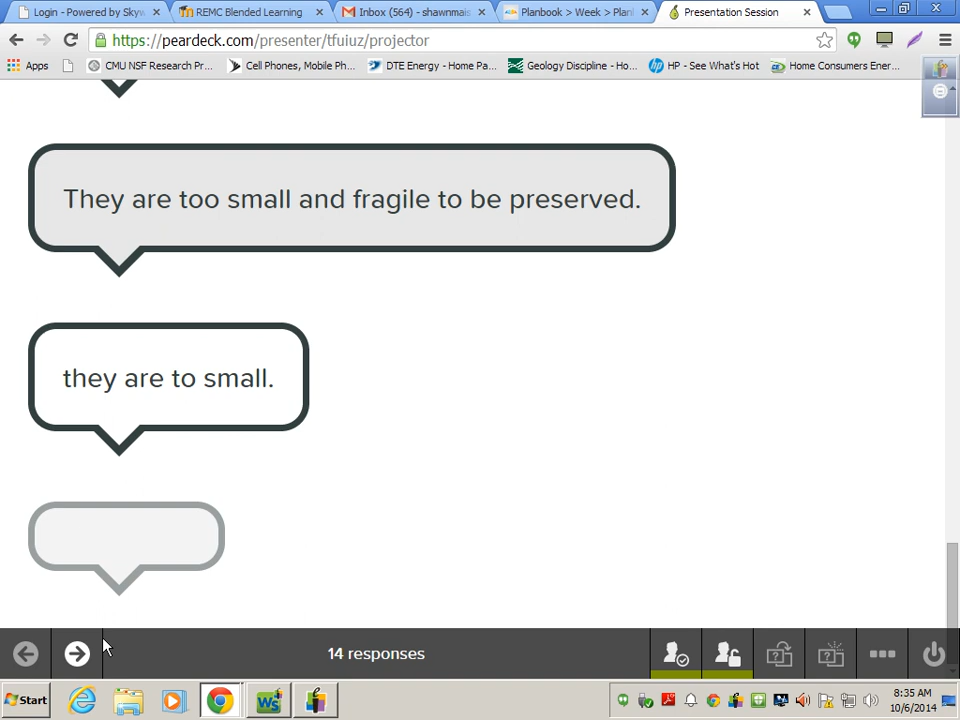 Login - Powered by Skyw
REMC Blended Learning
Inbox (564) - shawnmais
Planbook > Week > Plan
Presentation Session
https://peardeck.com/presenter/tfuiuz/projector
Apps
CMU NSF Research Pr...
Cell Phones, Mobile Ph...
DTE Energy - Home Pa...
Geology Discipline - Ho...
HP - See What's Hot
Home Consumers Ener...
They are too small and fragile to be preserved.
they are to small.
14 responses
Start
8:35 AM
10/6/2014